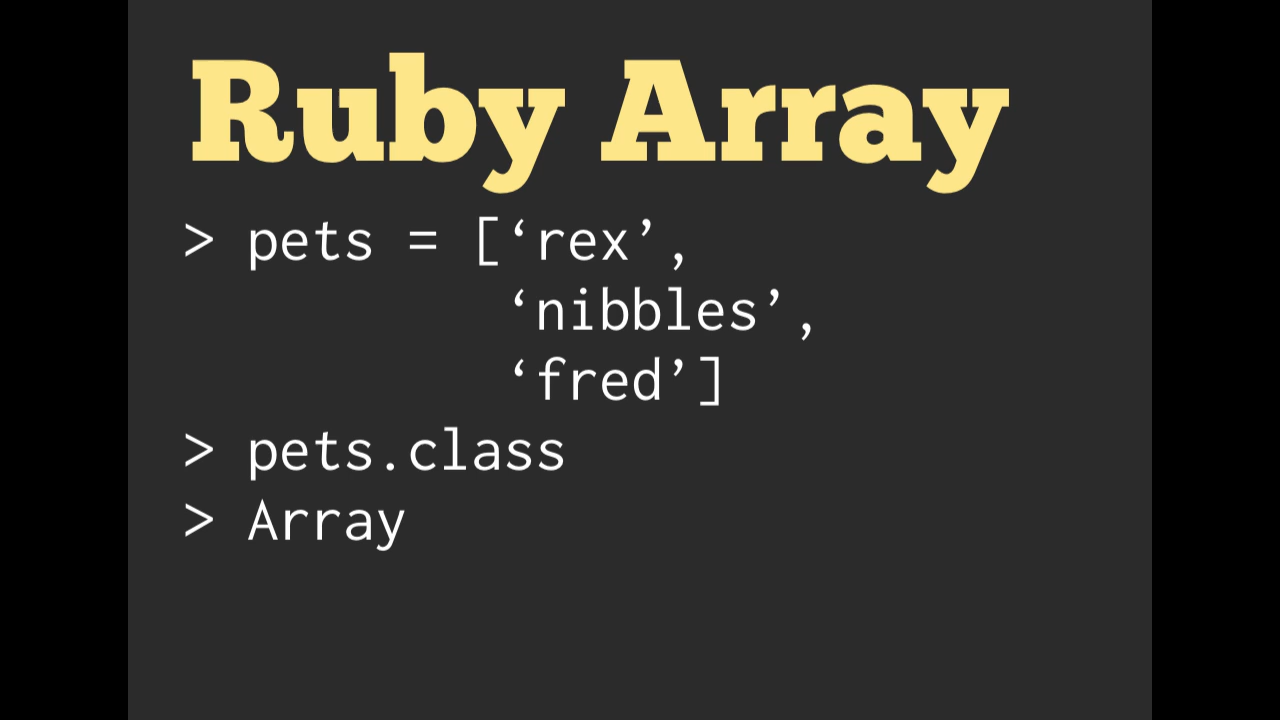 Ruby Array
> pets = [‘rex’,
‘nibbles’,
‘fred’]
> pets.class
> Array